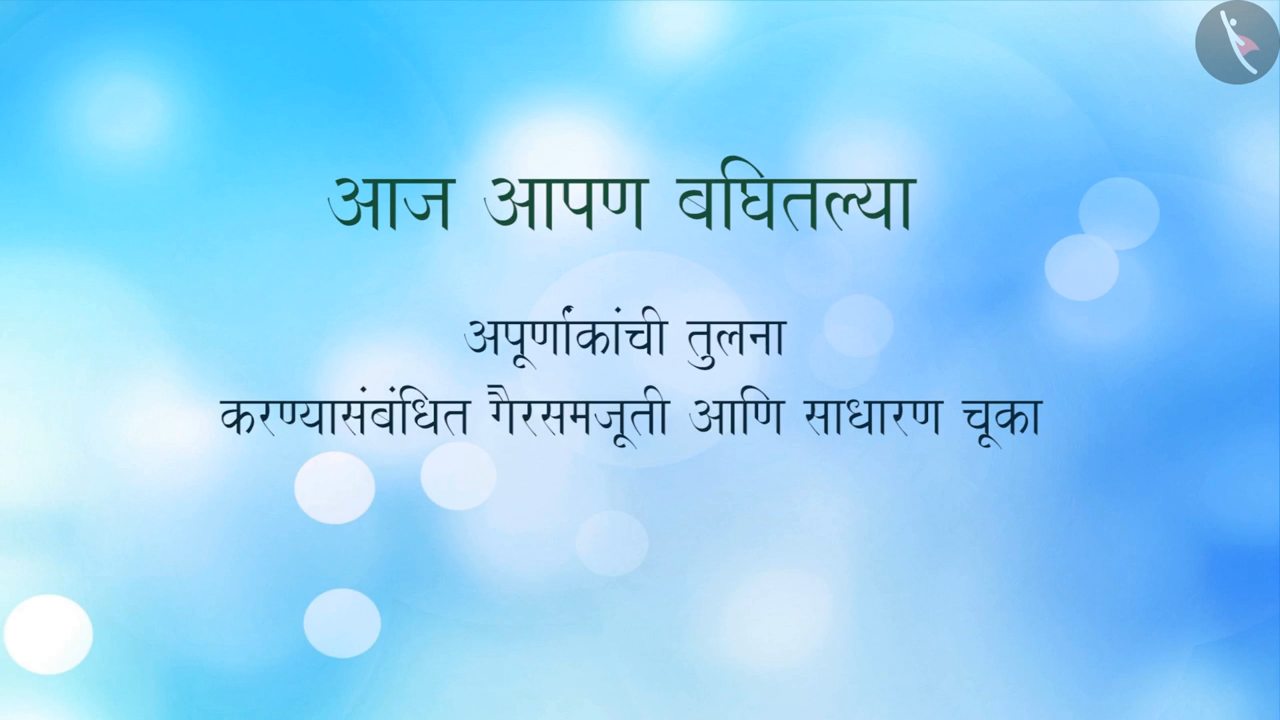 आज आपण बघितल्या
अपूर्णांकांची तुलना
करण्यासंबंधित गैरसमजूती आणि साधारण चूका